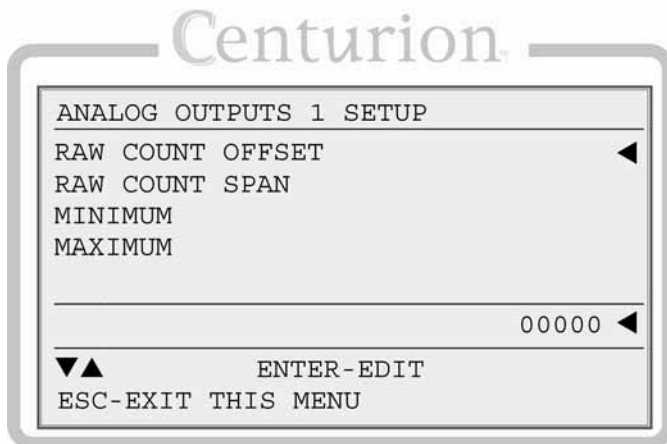 Centurion
ANALOG OUTPUTS 1 SETUP
RAW COUNT OFFSET ◀
RAW COUNT SPAN
MINIMUM
MAXIMUM
00000 ◀
▼▲ ENTER-EDIT
ESC-EXIT THIS MENU